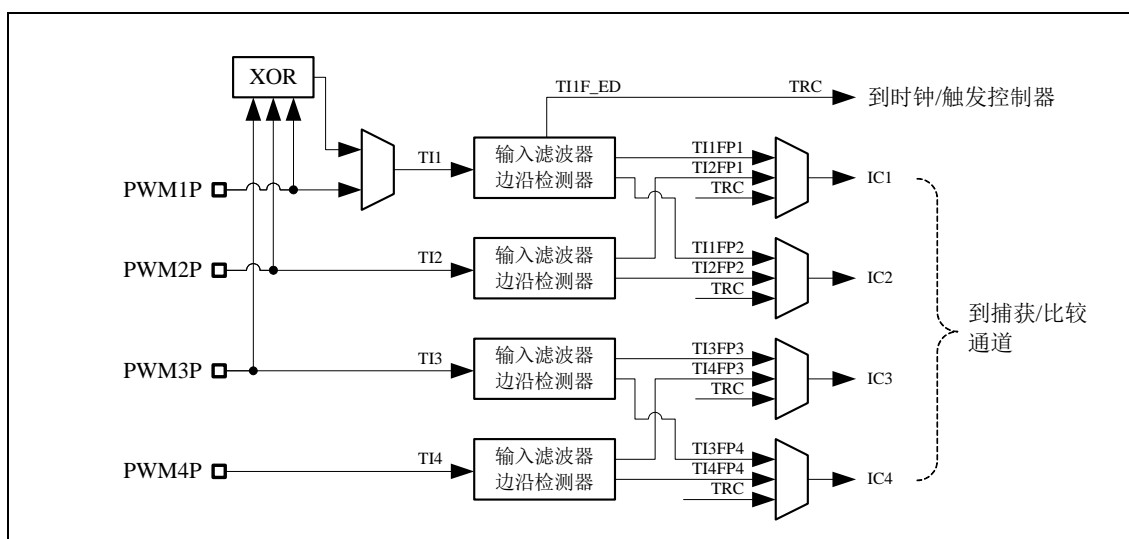 XOR
TI1F_ED
TRC
到时钟/触发控制器
PWM1P
TI1
输入滤波器
边沿检测器
TI1FP1
TI2FP1
TRC
IC1
PWM2P
TI2
输入滤波器
边沿检测器
TI1FP2
TI2FP2
TRC
IC2
到捕获/比较
通道
PWM3P
TI3
输入滤波器
边沿检测器
TI3FP3
TI4FP3
TRC
IC3
PWM4P
TI4
输入滤波器
边沿检测器
TI3FP4
TI4FP4
TRC
IC4